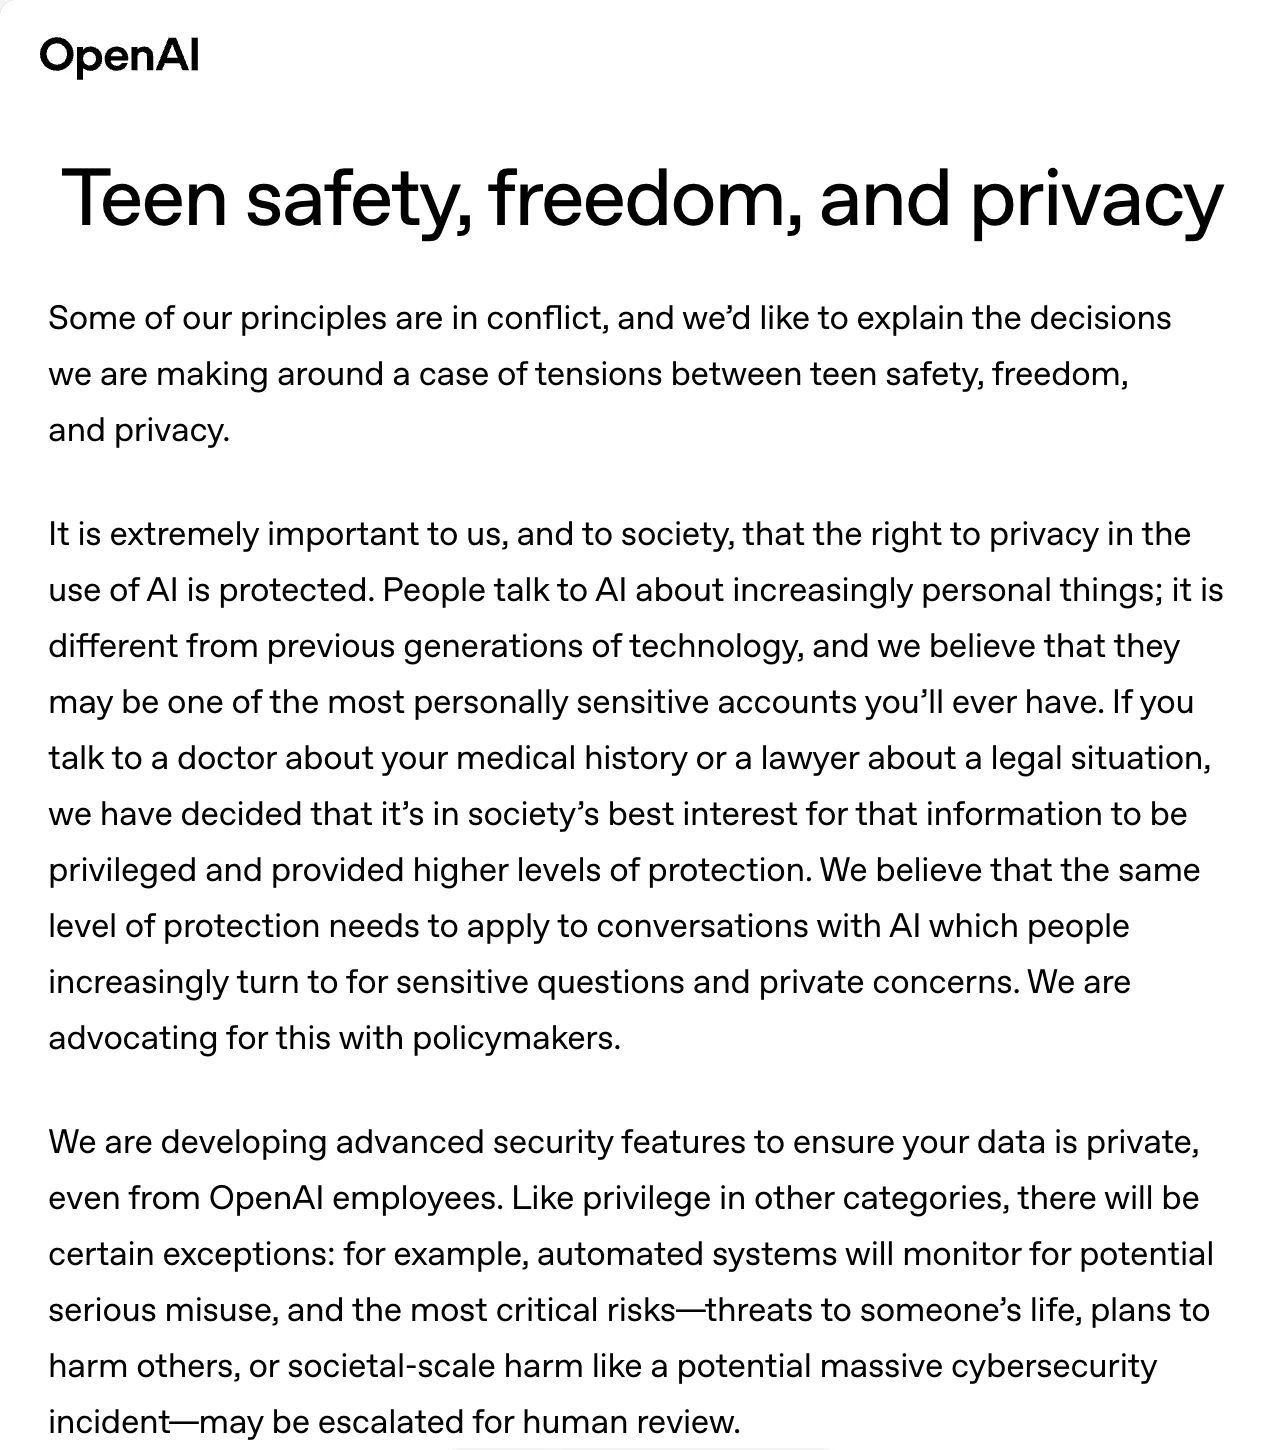 OpenAI
Teen safety, freedom, and privacy
Some of our principles are in conflict, and we’d like to explain the decisions
we are making around a case of tensions between teen safety, freedom,
and privacy.
It is extremely important to us, and to society, that the right to privacy in the
use of AI is protected. People talk to AI about increasingly personal things; it is
different from previous generations of technology, and we believe that they
may be one of the most personally sensitive accounts you’ll ever have. If you
talk to a doctor about your medical history or a lawyer about a legal situation,
we have decided that it’s in society’s best interest for that information to be
privileged and provided higher levels of protection. We believe that the same
level of protection needs to apply to conversations with AI which people
increasingly turn to for sensitive questions and private concerns. We are
advocating for this with policymakers.
We are developing advanced security features to ensure your data is private,
even from OpenAI employees. Like privilege in other categories, there will be
certain exceptions: for example, automated systems will monitor for potential
serious misuse, and the most critical risks—threats to someone’s life, plans to
harm others, or societal-scale harm like a potential massive cybersecurity
incident—may be escalated for human review.